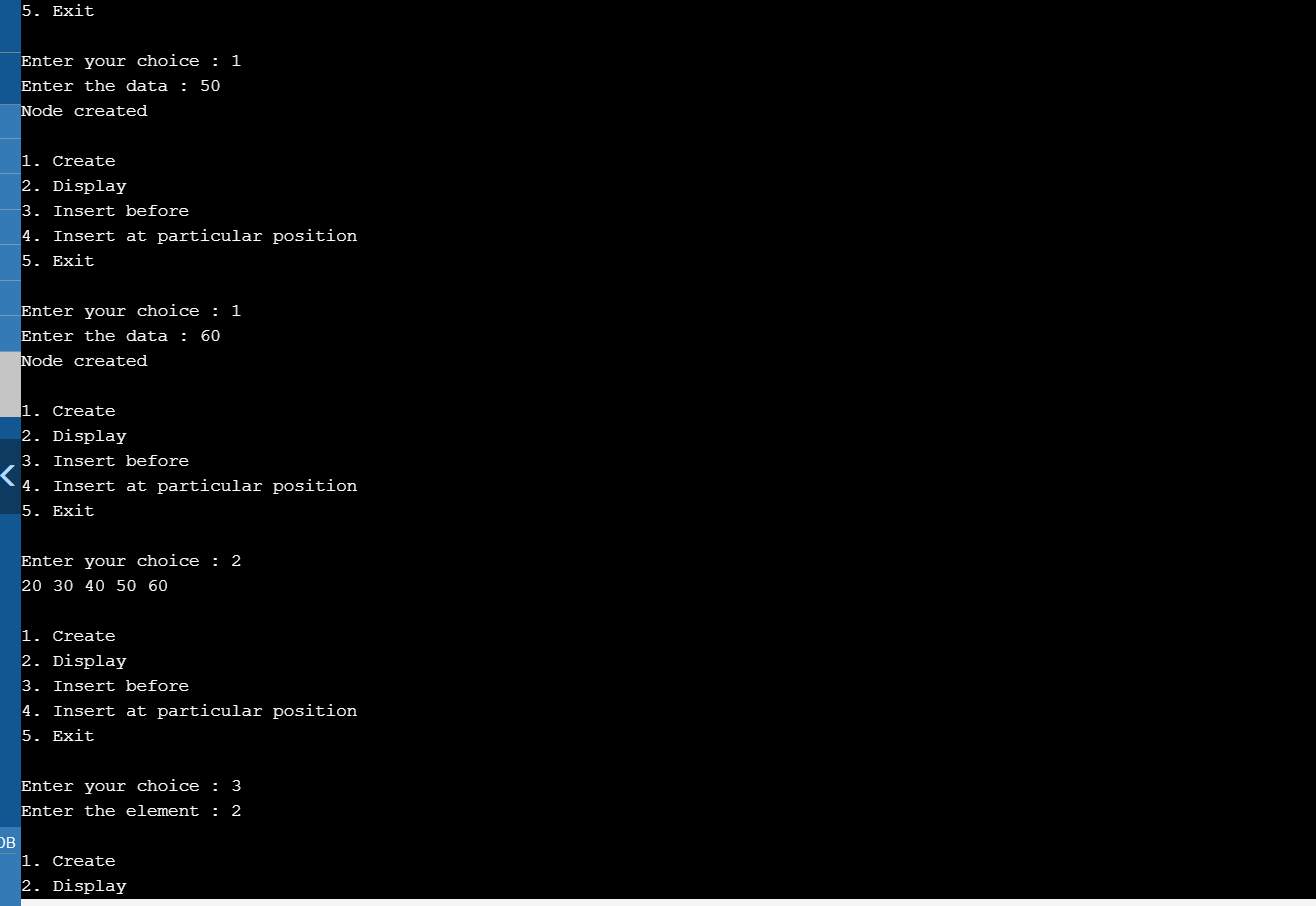 5. Exit
Enter your choice : 1
Enter the data : 50
Node created
1. Create
2. Display
3. Insert before
4. Insert at particular position
5. Exit
Enter your choice : 1
Enter the data : 60
Node created
1. Create
2. Display
3. Insert before
4. Insert at particular position
5. Exit
Enter your choice : 2
20 30 40 50 60
1. Create
2. Display
3. Insert before
4. Insert at particular position
5. Exit
Enter your choice : 3
Enter the element : 2
1. Create
2. Display